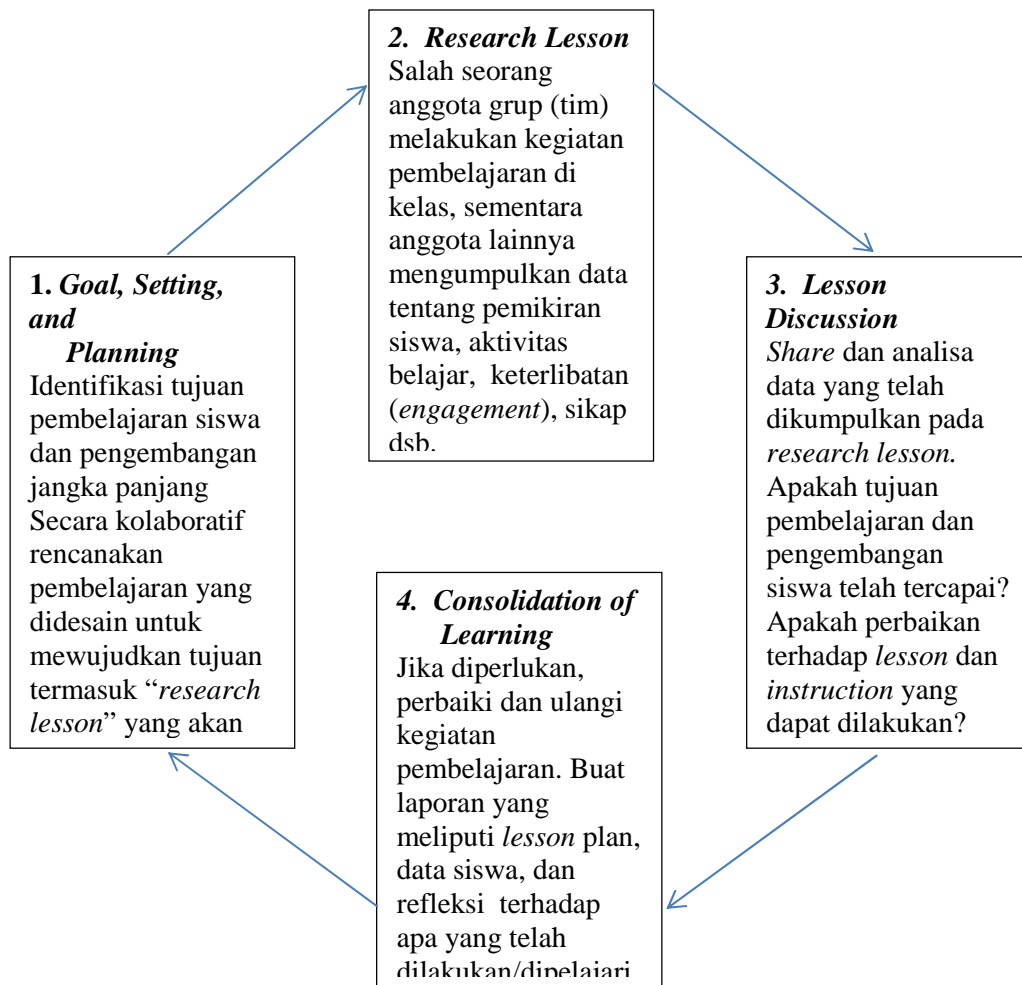 1. Goal, Setting,
and
Planning
Identifikasi tujuan
pembelajaran siswa
dan pengembangan
jangka panjang
Secara kolaboratif
rencanakan
pembelajaran yang
didesain untuk
mewujudkan tujuan
termasuk “research
lesson” yang akan
2. Research Lesson
Salah seorang
anggota grup (tim)
melakukan kegiatan
pembelajaran di
kelas, sementara
anggota lainnya
mengumpulkan data
tentang pemikiran
siswa, aktivitas
belajar, keterlibatan
(engagement), sikap
dsb.
3. Lesson
Discussion
Share dan analisa
data yang telah
dikumpulkan pada
research lesson.
Apakah tujuan
pembelajaran dan
pengembangan
siswa telah tercapai?
Apakah perbaikan
terhadap lesson dan
instruction yang
dapat dilakukan?
4. Consolidation of
Learning
Jika diperlukan,
perbaiki dan ulangi
kegiatan
pembelajaran. Buat
laporan yang
meliputi lesson plan,
data siswa, dan
refleksi terhadap
apa yang telah
dilakukan/dipelajari